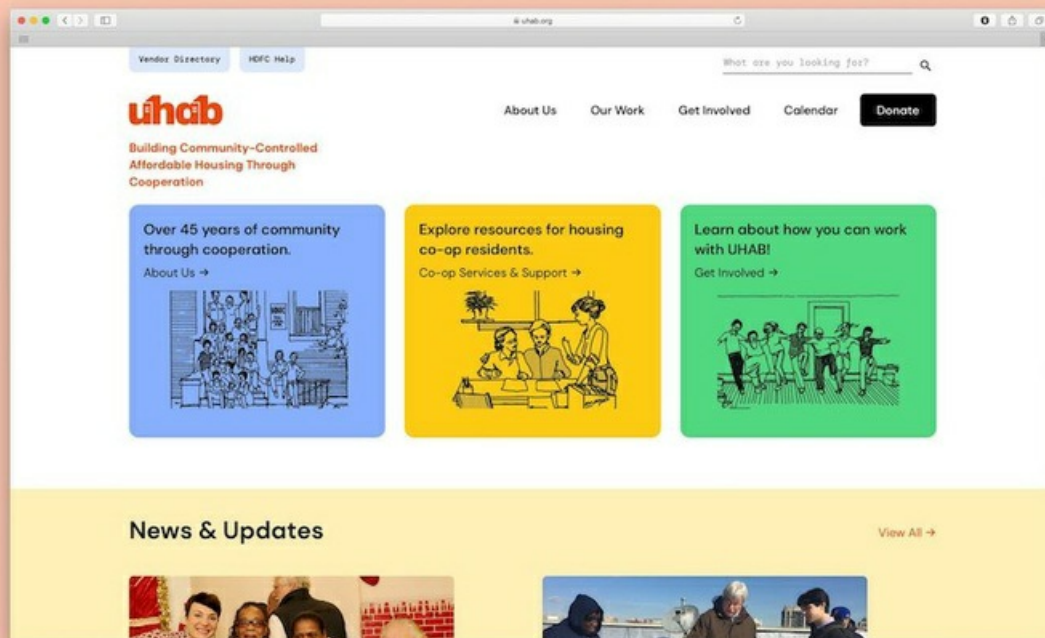 uhab.org
Vendor Directory
HDFC Help
What are you looking for?
uhab
About Us
Our Work
Get Involved
Calendar
Donate
Building Community-Controlled
Affordable Housing Through
Cooperation
Over 45 years of community
through cooperation.
About Us →
Explore resources for housing
co-op residents.
Co-op Services & Support →
Learn about how you can work
with UHAB!
Get Involved →
News & Updates
View All →